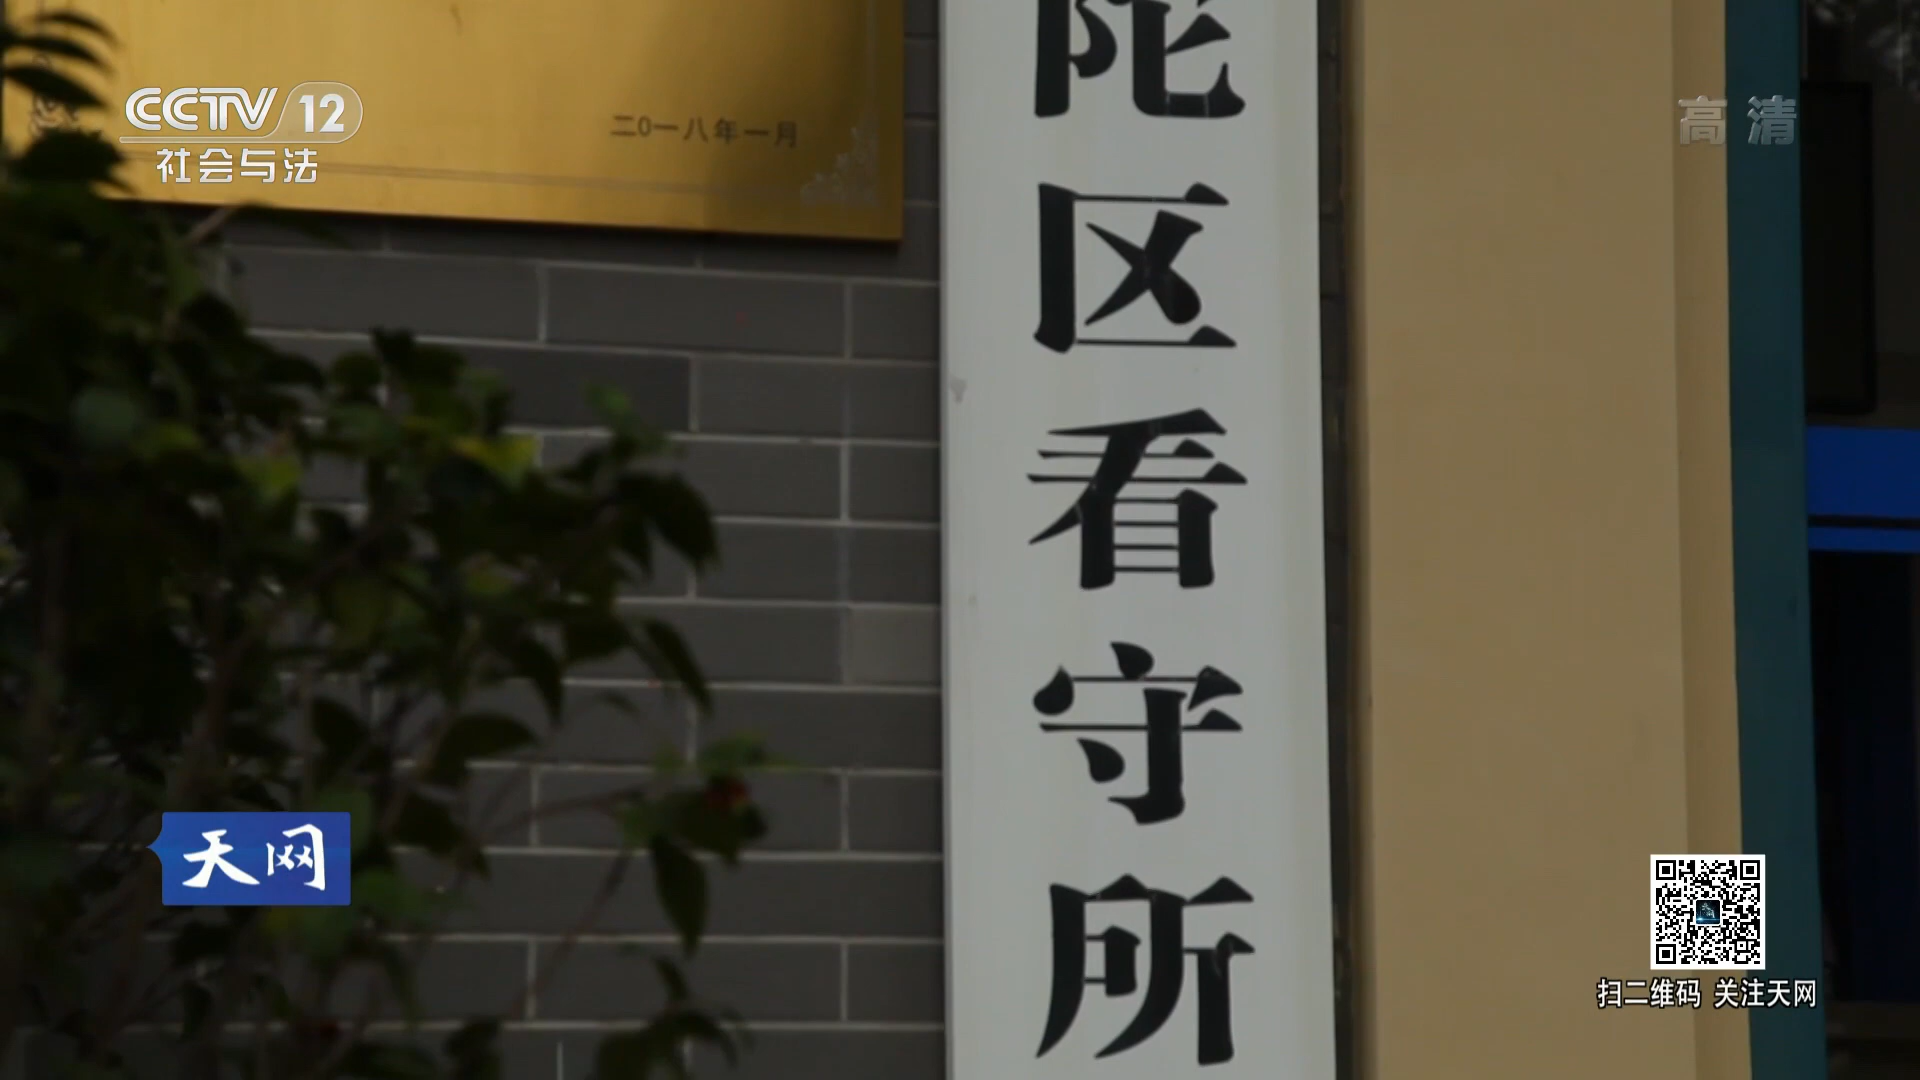 CCTV 12
社会与法
二0一八年一月
高清
陀区看守所
天网
扫二维码 关注天网